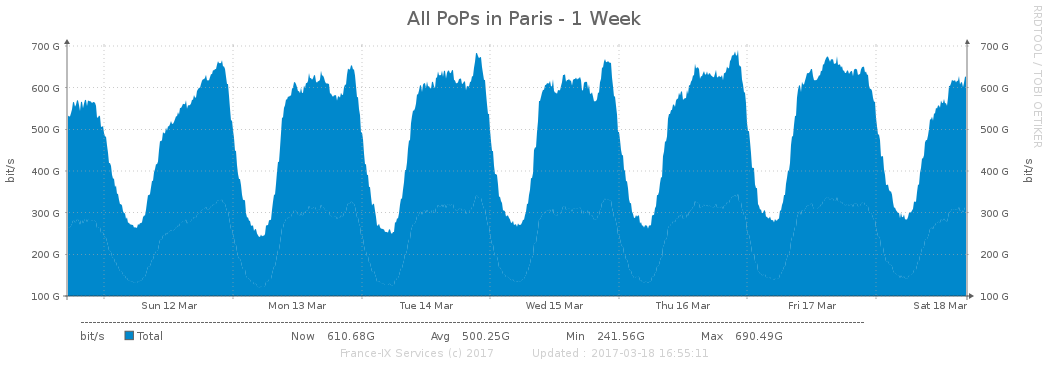 All PoPs in Paris - 1 Week
RRDTOOL / TOBI OETIKER
700 G 700 G
600 G 600 G
500 G 500 G
400 G 400 G
300 G 300 G
200 G 200 G
100 G 100 G
bit/s bit/s
Sun 12 Mar Mon 13 Mar Tue 14 Mar Wed 15 Mar Thu 16 Mar Fri 17 Mar Sat 18 Mar
bit/s Total Now 610.68G Avg 500.25G Min 241.56G Max 690.49G
France-IX Services (c) 2017 Updated : 2017-03-18 16:55:11